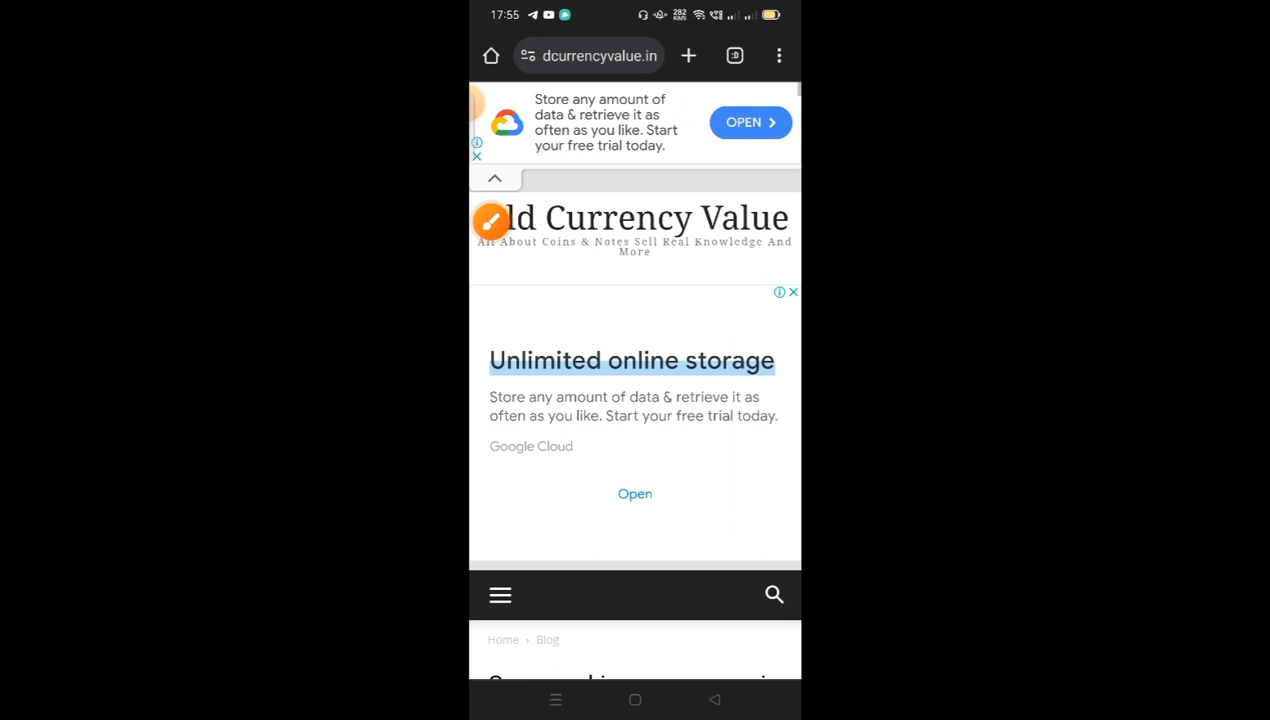 17:55
282
KB/S
dcurrencyvalue.in
:D
Store any amount of
data & retrieve it as
often as you like. Start
your free trial today.
OPEN
ld Currency Value
All About Coins & Notes Sell Real Knowledge And
More
Unlimited online storage
Store any amount of data & retrieve it as
often as you like. Start your free trial today.
Google Cloud
Open
Home › Blog